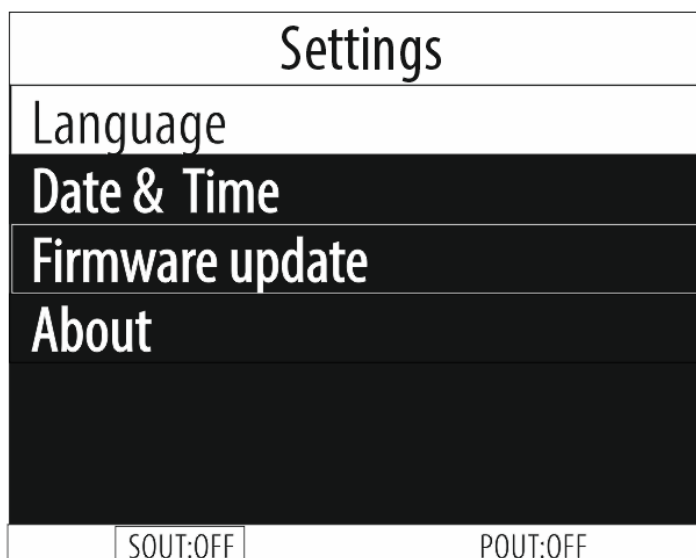 Settings
Language
Date & Time
Firmware update
About
SOUT:OFF POUT:OFF